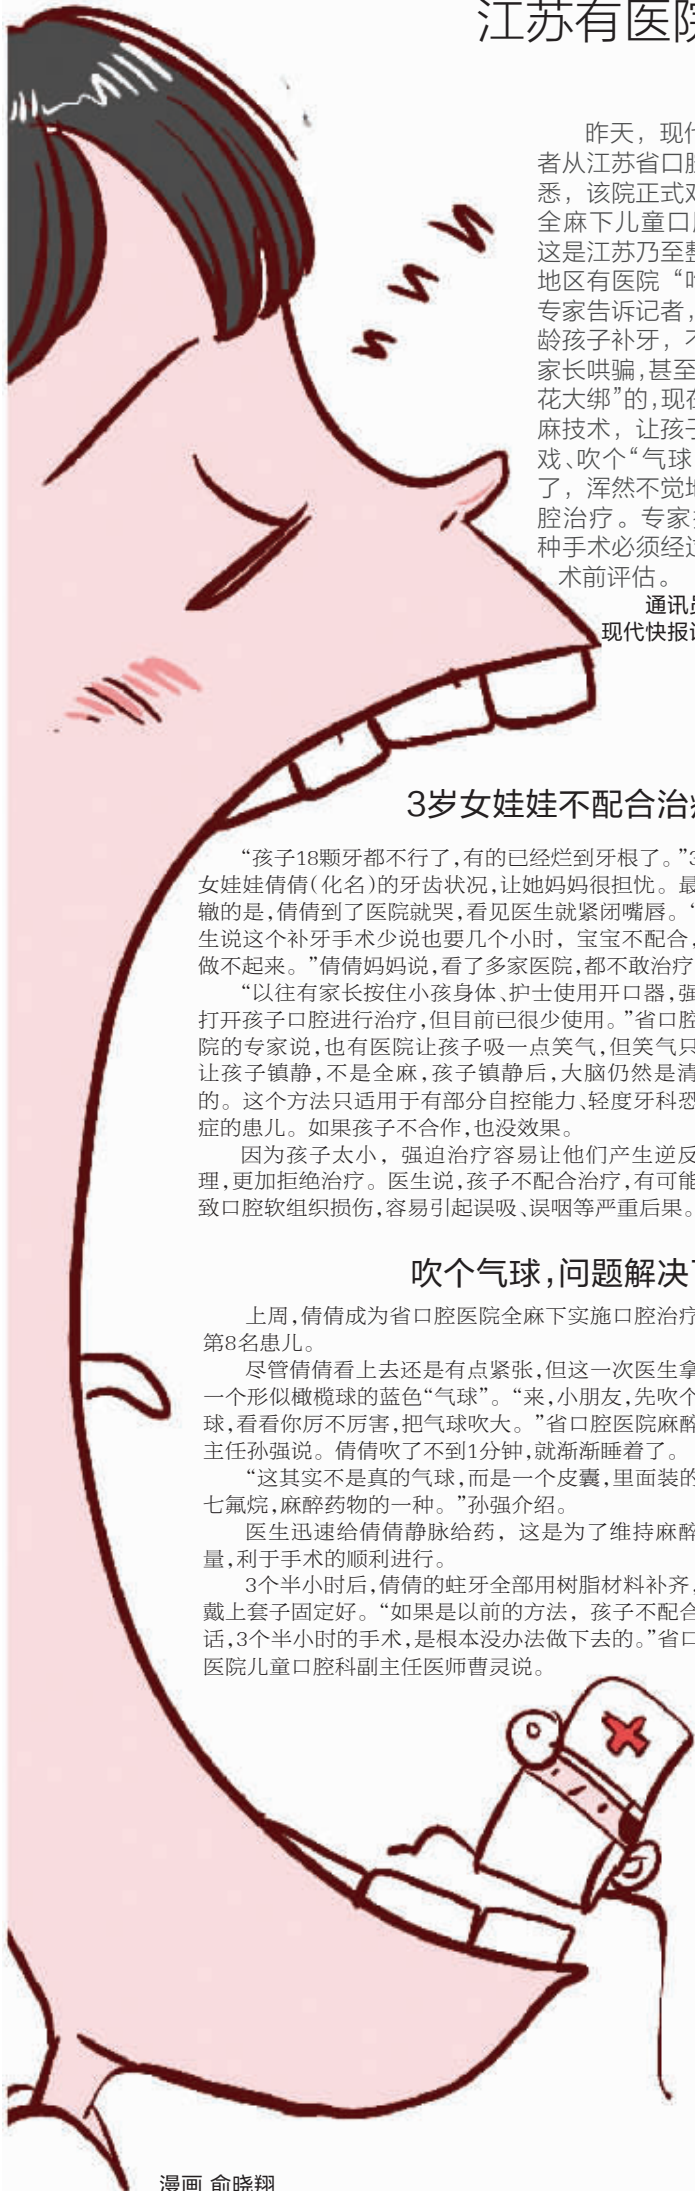 江苏有医院
昨天，现代
者从江苏省口腔
悉，该院正式对
全麻下儿童口腔
这是江苏乃至整
地区有医院“吃
专家告诉记者，
龄孩子补牙，不
家长哄骗，甚至
花大绑”的，现在
麻技术，让孩子
戏、吹个“气球
了，浑然不觉地
腔治疗。专家
种手术必须经过
术前评估。
通讯员
现代快报记
3岁女娃娃不配合治疗
“孩子18颗牙都不行了，有的已经烂到牙根了。”3
女娃娃倩倩（化名）的牙齿状况，让她妈妈很担忧。最
辙的是，倩倩到了医院就哭，看见医生就紧闭嘴唇。“
生说这个补牙手术少说也要几个小时，宝宝不配合，
做不起来。”倩倩妈妈说，看了多家医院，都不敢治疗
“以往有家长按住小孩身体、护士使用开口器，强
打开孩子口腔进行治疗，但目前已很少使用。”省口腔
院的专家说，也有医院让孩子吸一点笑气，但笑气只
让孩子镇静，不是全麻，孩子镇静后，大脑仍然是清
的。这个方法只适用于有部分自控能力、轻度牙科恐
症的患儿。如果孩子不合作，也没效果。
因为孩子太小，强迫治疗容易让他们产生逆反
理，更加拒绝治疗。医生说，孩子不配合治疗，有可能
致口腔软组织损伤，容易引起误吸、误咽等严重后果。
吹个气球，问题解决了
上周，倩倩成为省口腔医院全麻下实施口腔治疗
第8名患儿。
尽管倩倩看上去还是有点紧张，但这一次医生拿
一个形似橄榄球的蓝色“气球”。“来，小朋友，先吹个
球，看看你厉不厉害，把气球吹大。”省口腔医院麻醉
主任孙强说。倩倩吹了不到1分钟，就渐渐睡着了。
“这其实不是真的气球，而是一个皮囊，里面装的
七氟烷，麻醉药物的一种。”孙强介绍。
医生迅速给倩倩静脉给药，这是为了维持麻醉
量，利于手术的顺利进行。
3个半小时后，倩倩的蛀牙全部用树脂材料补齐，
戴上套子固定好。“如果是以前的方法，孩子不配合
话，3个半小时的手术，是根本没办法做下去的。”省口
医院儿童口腔科副主任医师曹灵说。
漫画 俞晓翔